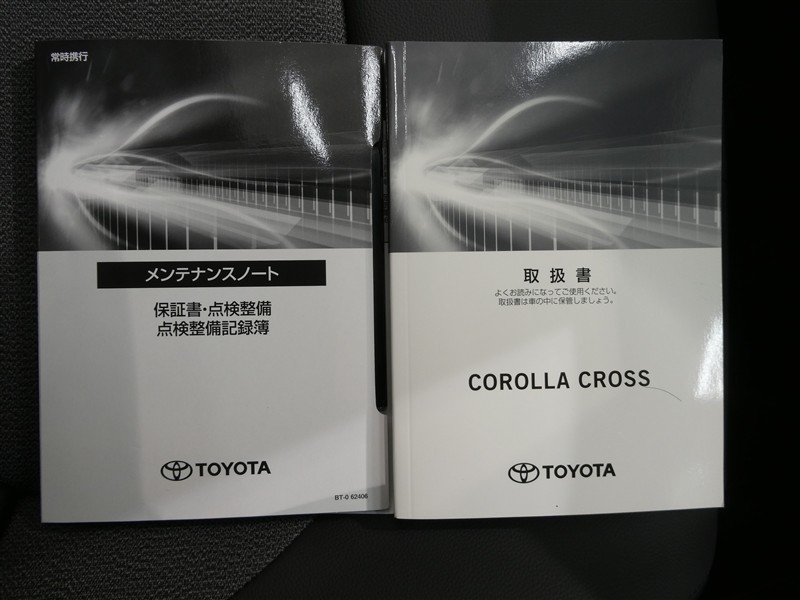 常時携行
メンテナンスノート
保証書・点検整備
点検整備記録簿
TOYOTA
BT-0 62406
取扱書
よくお読みになってご使用ください。
取扱書は車の中に保管しましょう。
COROLLA CROSS
TOYOTA